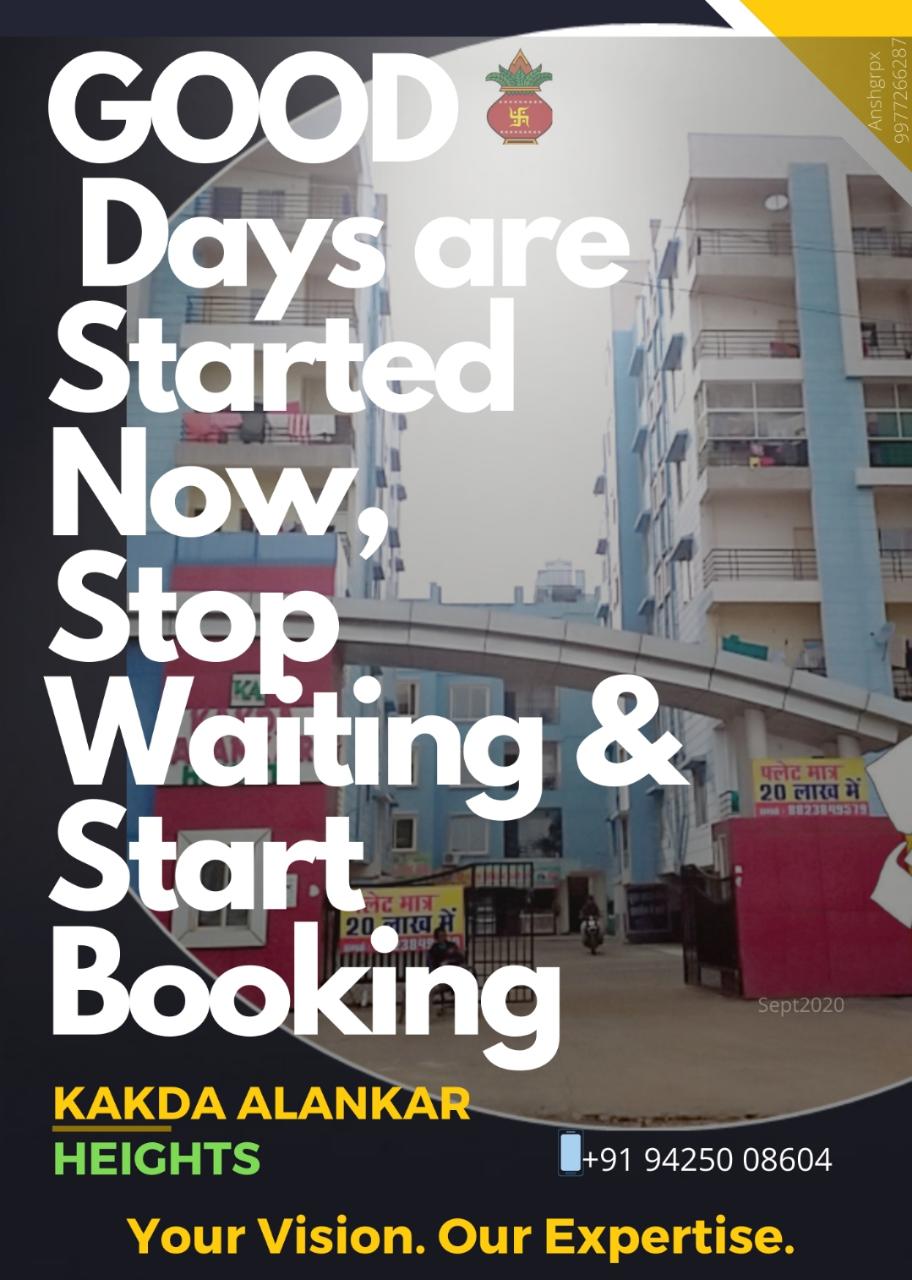 GOOD
Days are
Started
Now,
Stop
Waiting &
Start
Booking
Anshgrpx
9977266287
KA
फ्लेट मात्र
20 लाख में
8823849579
फ्लेट मात्र
20 लाख में
Sept2020
KAKDA ALANKAR
HEIGHTS
+91 94250 08604
Your Vision. Our Expertise.